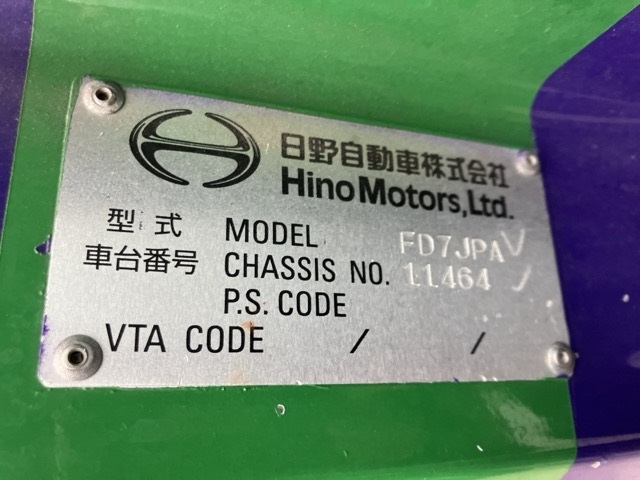 日野自動車株式会社
Hino Motors, Ltd.
型式 MODEL FD7JPA
車台番号 CHASSIS NO. 11464
P.S. CODE
VTA CODE / /